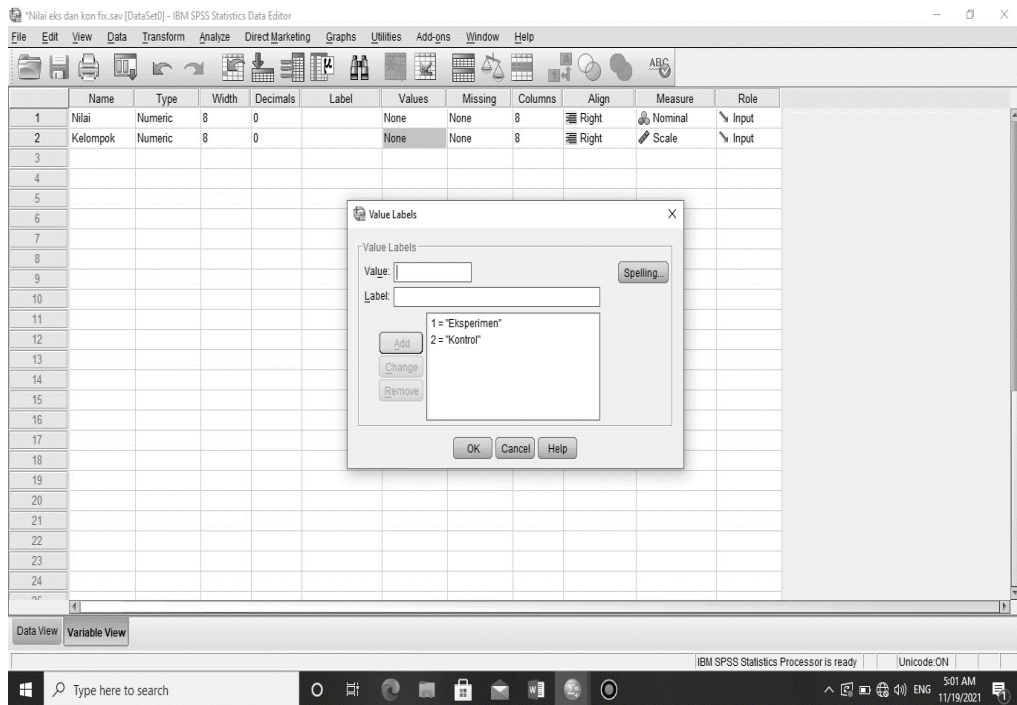 *Nilai eks dan kon fix.sav [DataSet0] - IBM SPSS Statistics Data Editor
File Edit View Data Transform Analyze Direct Marketing Graphs Utilities Add-ons Window Help
Name Type Width Decimals Label Values Missing Columns Align Measure Role
1 Nilai Numeric 8 0 None None 8 Right Nominal Input
2 Kelompok Numeric 8 0 None None 8 Right Scale Input
3
4
5
6
7
8
9
10
11
12
13
14
15
16
17
18
19
20
21
22
23
24
Value Labels
Value Labels
Value:
Spelling...
Label:
1 = "Eksperimen"
2 = "Kontrol"
Add
Change
Remove
OK Cancel Help
Data View Variable View
IBM SPSS Statistics Processor is ready Unicode:ON
Type here to search
ENG
5:01 AM
11/19/2021